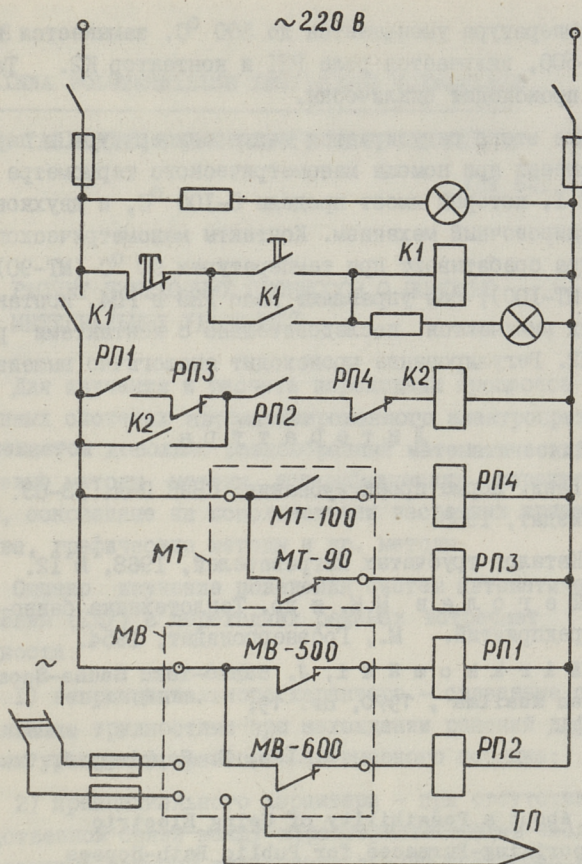 ~220 В
К1
К1
К1
РП1
РП3
РП4
К2
К2
РП2
РП4
МТ-100
МТ
МТ-90
РП3
МВ
МВ-500
РП1
~
МВ-600
РП2
ТП